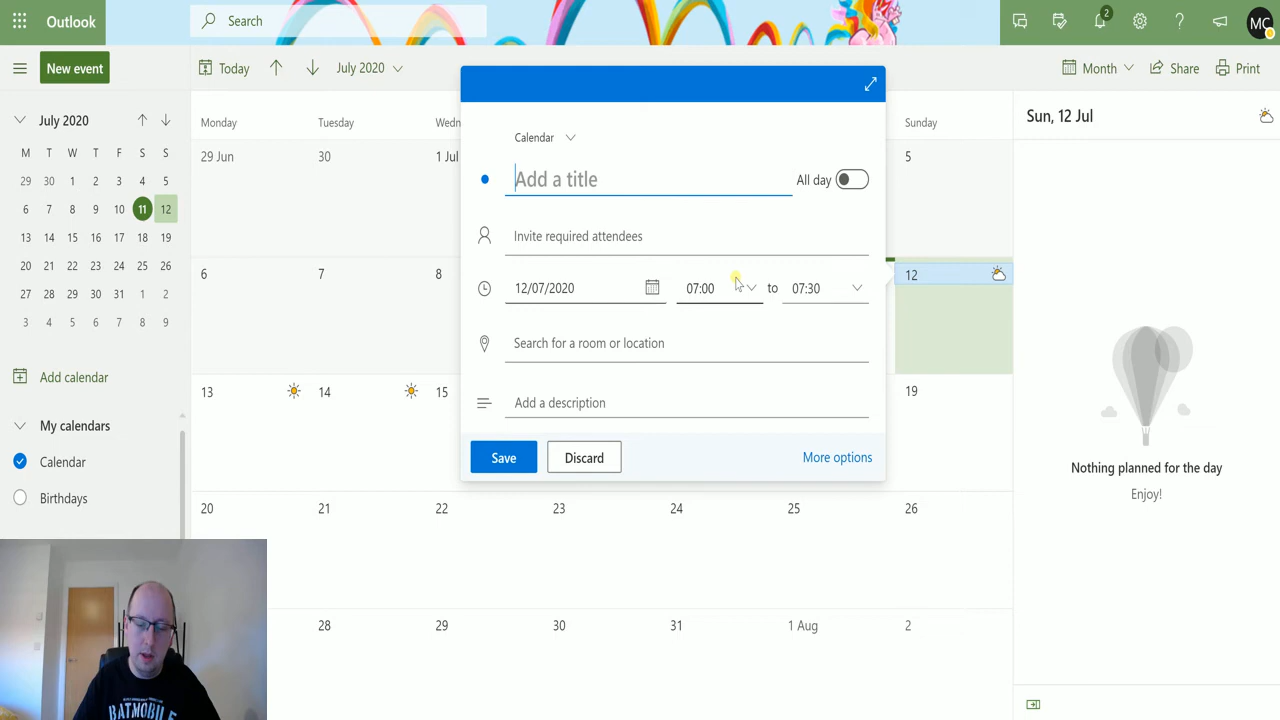 Outlook
Search
2
MC
New event
Today
July 2020
Month
Share
Print
July 2020
M T W T F S S
29 30 1 2 3 4 5
6 7 8 9 10 11 12
13 14 15 16 17 18 19
20 21 22 23 24 25 26
27 28 29 30 31 1 2
3 4 5 6 7 8 9
Add calendar
My calendars
Calendar
Birthdays
Monday
Tuesday
Wedn
Sunday
29 Jun
30
1 Jul
5
6
7
8
12
13
14
15
19
20
21
22
23
24
25
26
28
29
30
31
1 Aug
2
Calendar
Add a title
All day
Invite required attendees
12/07/2020
07:00
to
07:30
Search for a room or location
Add a description
Save
Discard
More options
Sun, 12 Jul
Nothing planned for the day
Enjoy!
BATMOBILE